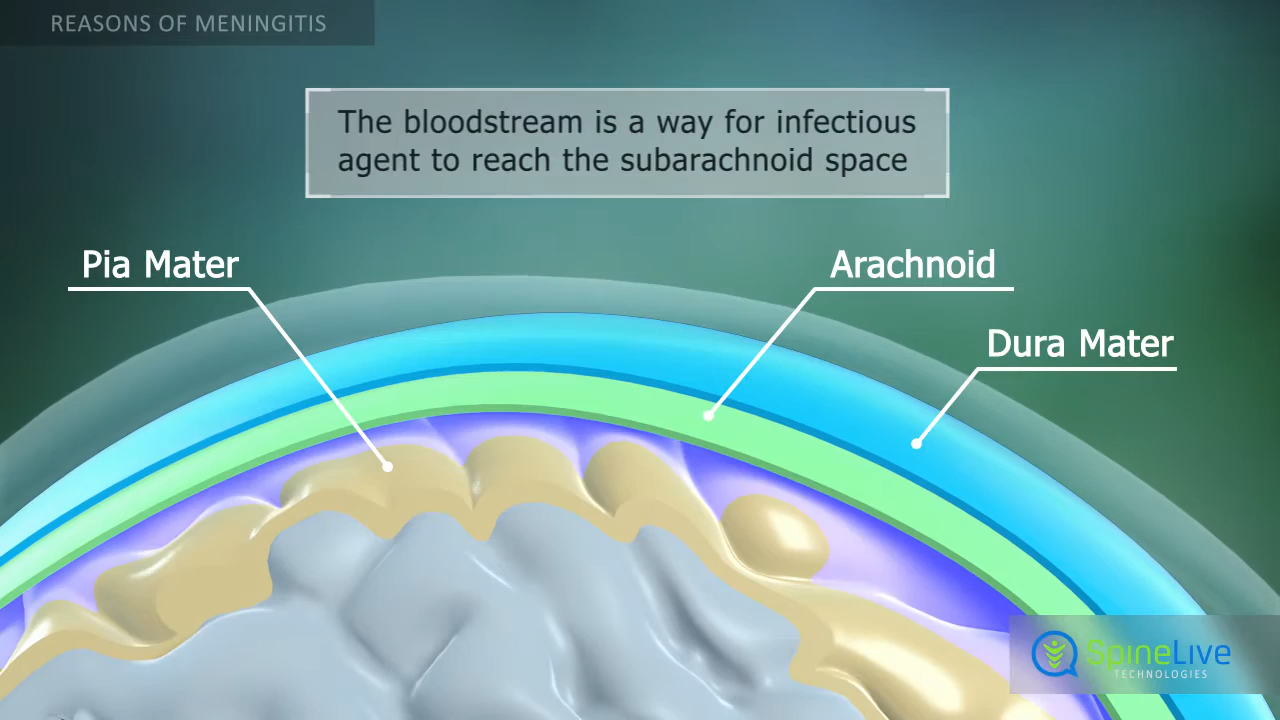 REASONS OF MENINGITIS
The bloodstream is a way for infectious
agent to reach the subarachnoid space
Pia Mater
Arachnoid
Dura Mater
SpineLive
TECHNOLOGIES